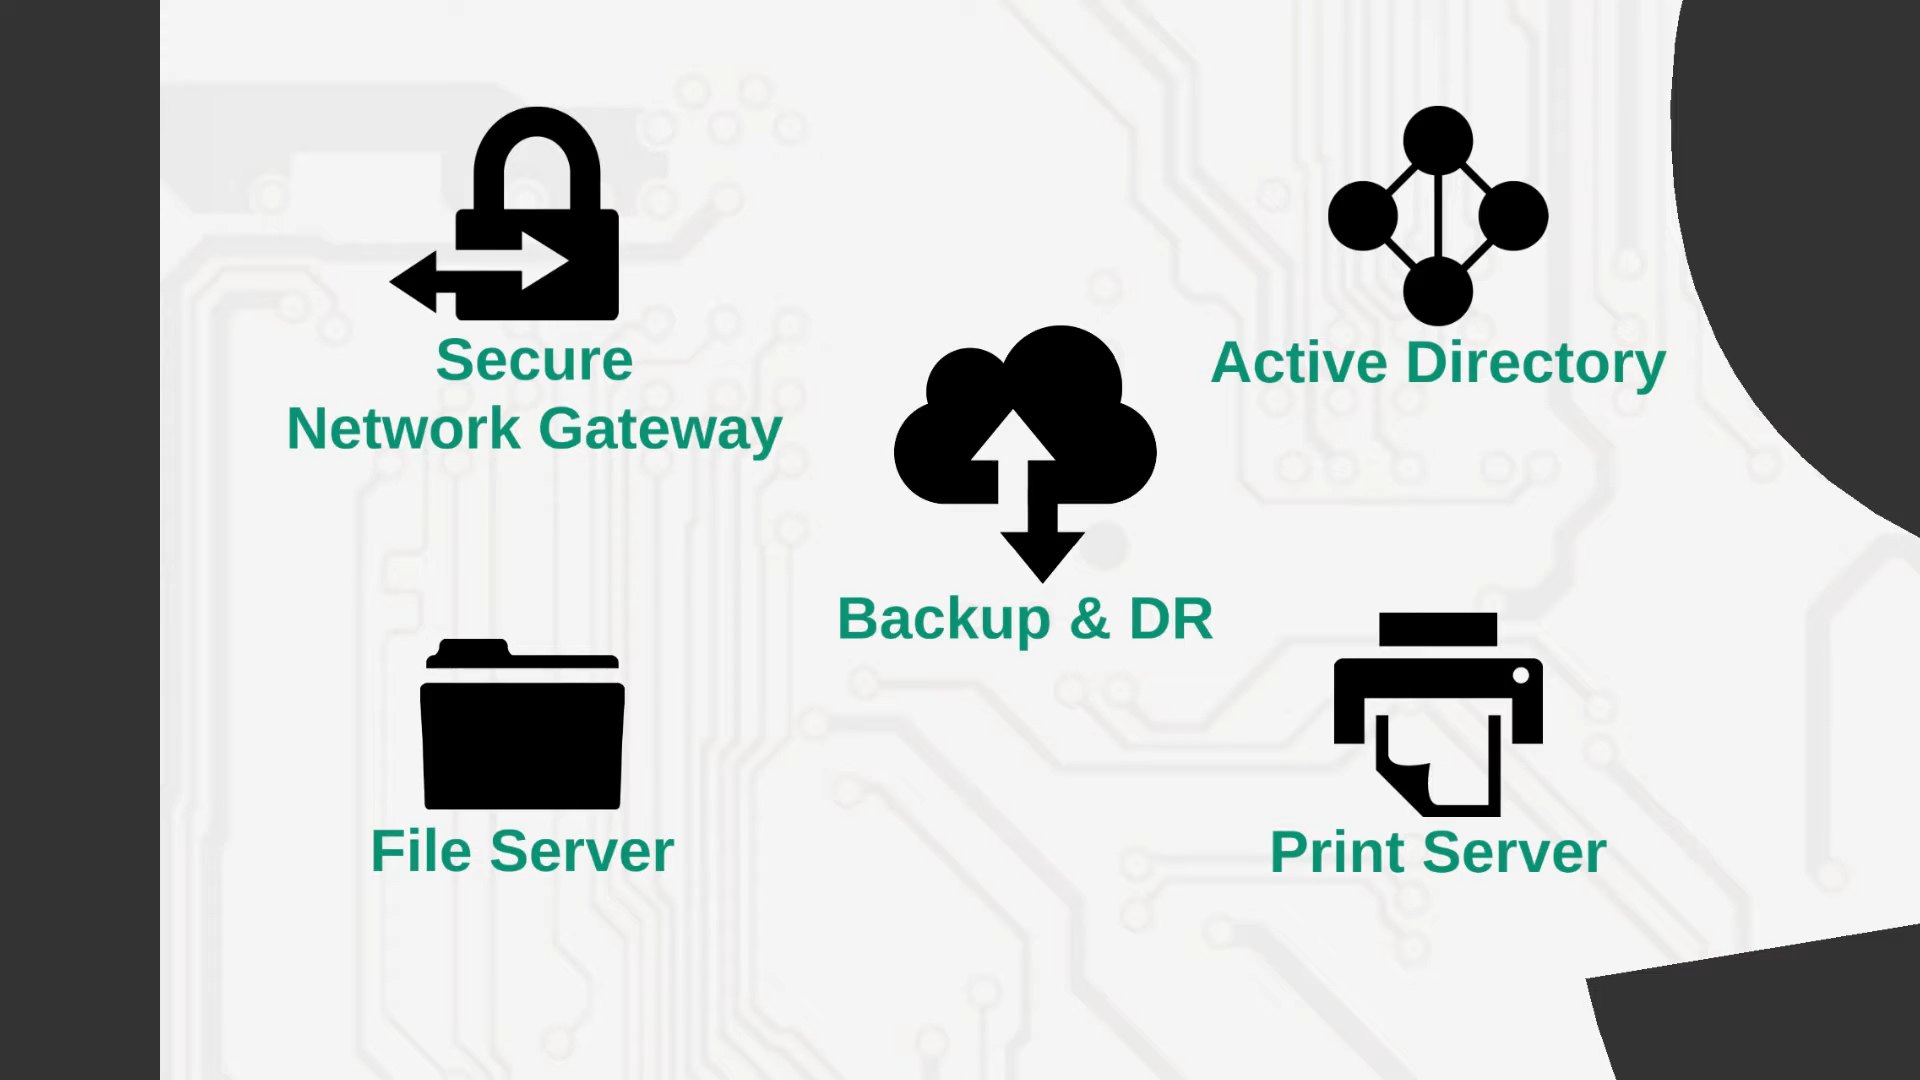 Secure
Network Gateway
Active Directory
Backup & DR
File Server
Print Server